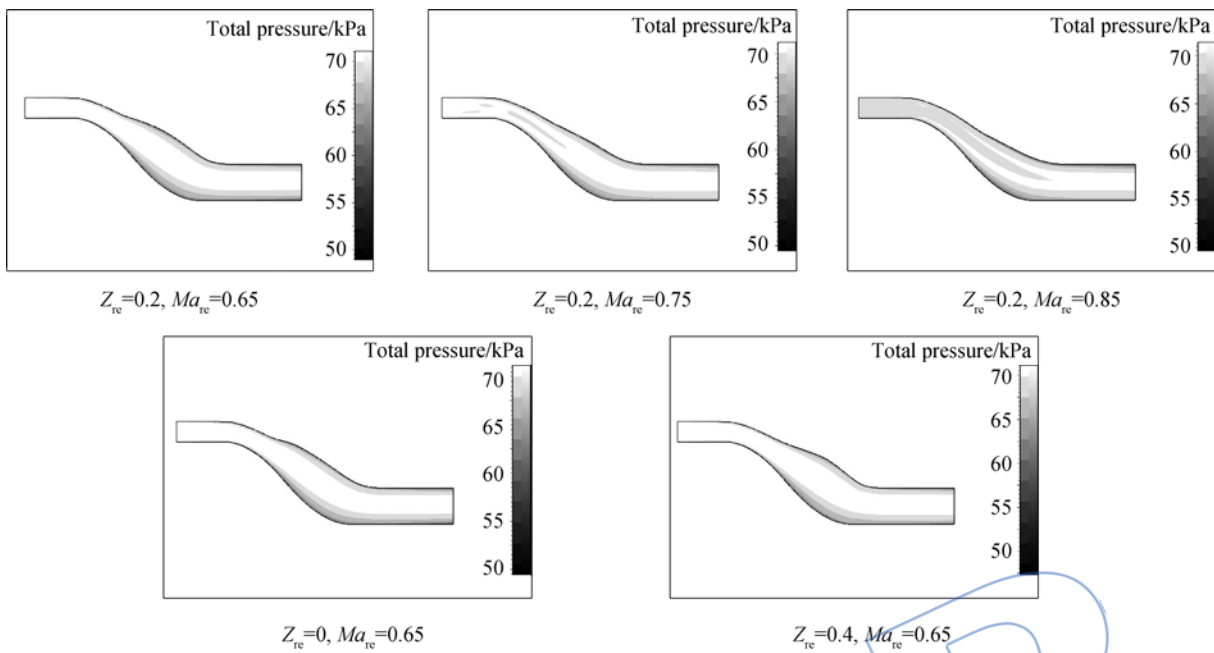 Total pressure/kPa
70
65
60
55
50
Z_re=0.2, Ma_re=0.65
Total pressure/kPa
70
65
60
55
50
Z_re=0.2, Ma_re=0.75
Total pressure/kPa
70
65
60
55
50
Z_re=0.2, Ma_re=0.85
Total pressure/kPa
70
65
60
55
50
Z_re=0, Ma_re=0.65
Total pressure/kPa
70
65
60
55
50
Z_re=0.4, Ma_re=0.65